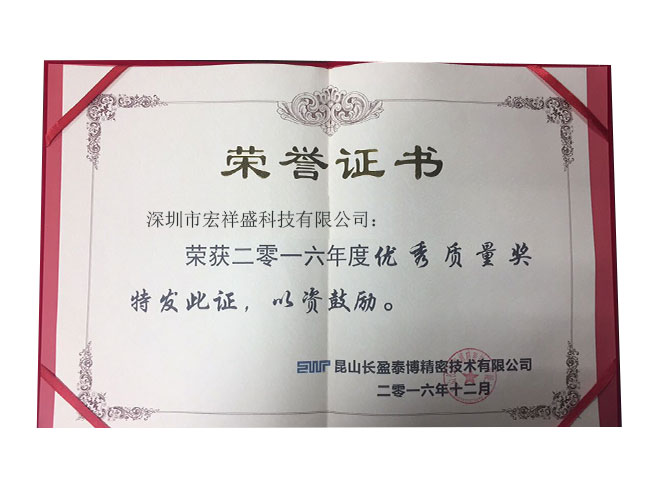 荣誉证书
深圳市宏祥盛科技有限公司：
荣获二零一六年度优秀质量奖
特发此证，以资鼓励。
EWP 昆山长盈泰博精密技术有限公司
二零一六年十二月